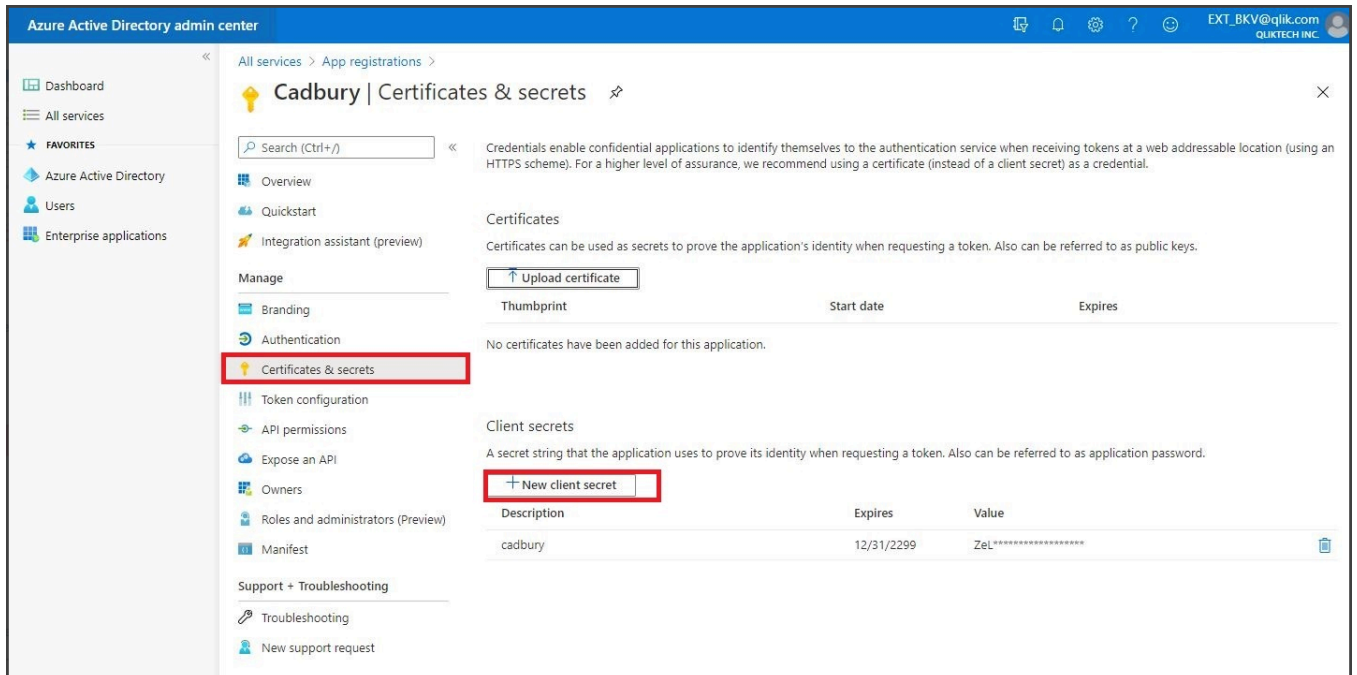 Azure Active Directory admin center
EXT_BKV@qlik.com
QLIKTECH INC.
Dashboard
All services
FAVORITES
Azure Active Directory
Users
Enterprise applications
All services > App registrations >
Cadbury | Certificates & secrets
Search (Ctrl+/)
Overview
Quickstart
Integration assistant (preview)
Manage
Branding
Authentication
Certificates & secrets
Token configuration
API permissions
Expose an API
Owners
Roles and administrators (Preview)
Manifest
Support + Troubleshooting
Troubleshooting
New support request
Credentials enable confidential applications to identify themselves to the authentication service when receiving tokens at a web addressable location (using an
HTTPS scheme). For a higher level of assurance, we recommend using a certificate (instead of a client secret) as a credential.
Certificates
Certificates can be used as secrets to prove the application's identity when requesting a token. Also can be referred to as public keys.
Upload certificate
Thumbprint Start date Expires
No certificates have been added for this application.
Client secrets
A secret string that the application uses to prove its identity when requesting a token. Also can be referred to as application password.
New client secret
Description Expires Value
cadbury 12/31/2299 ZeL******************